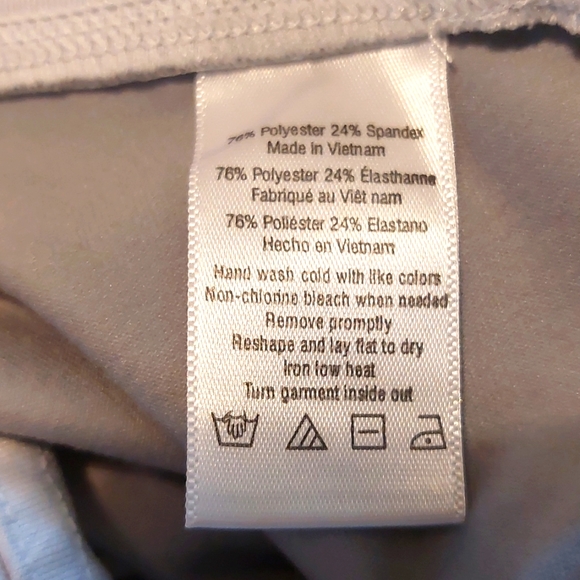 76% Polyester 24% Spandex
Made in Vietnam
76% Polyester 24% Élasthanne
Fabriqué au Viêt nam
76% Poliéster 24% Elastano
Hecho en Vietnam
Hand wash cold with like colors
Non-chlorine bleach when needed
Remove promptly
Reshape and lay flat to dry
Iron low heat
Turn garment inside out